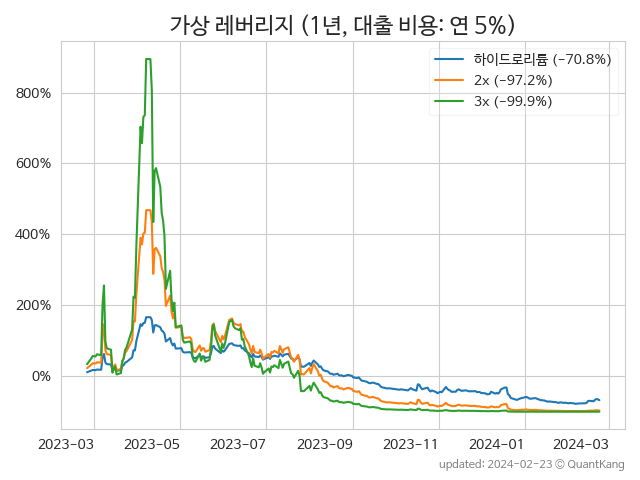 가상 레버리지 (1년, 대출 비용: 연 5%)
하이드로리튬 (-70.8%)
2x (-97.2%)
3x (-99.9%)
800%
600%
400%
200%
0%
2023-03 2023-05 2023-07 2023-09 2023-11 2024-01 2024-03
updated: 2024-02-23 © QuantKang